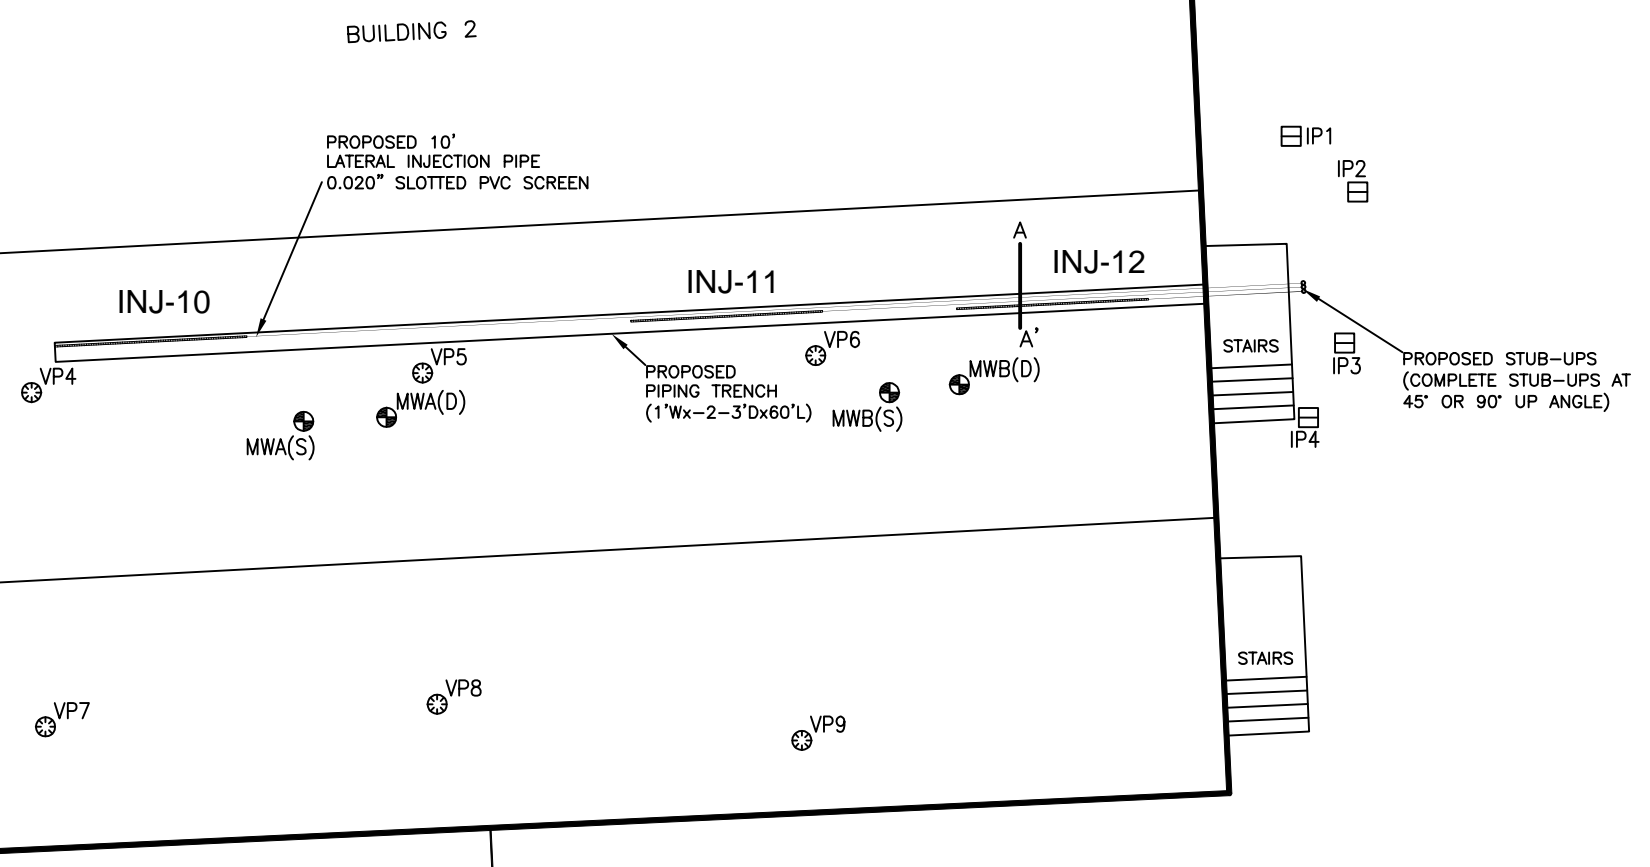 BUILDING 2
PROPOSED 10'
LATERAL INJECTION PIPE
0.020" SLOTTED PVC SCREEN
IP1
IP2
A
INJ-12
INJ-11
INJ-10
A'
VP6
STAIRS
IP3
PROPOSED STUB-UPS
(COMPLETE STUB-UPS AT
45° OR 90° UP ANGLE)
VP5
VP4
PROPOSED
PIPING TRENCH
(1'Wx-2-3'Dx60'L)
MWB(D)
MWB(S)
MWA(D)
MWA(S)
IP4
STAIRS
VP8
VP7
VP9